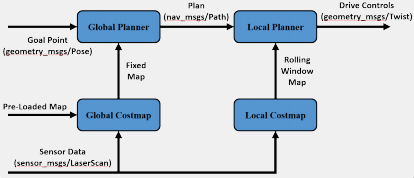 Plan
(nav_msgs/Path)
Drive Controls
(geometry_msgs/Twist)
Global Planner
Local Planner
Goal Point
(geometry_msgs/Pose)
Fixed
Map
Rolling
Window
Map
Pre-Loaded Map
Global Costmap
Local Costmap
Sensor Data
(sensor_msgs/LaserScan)